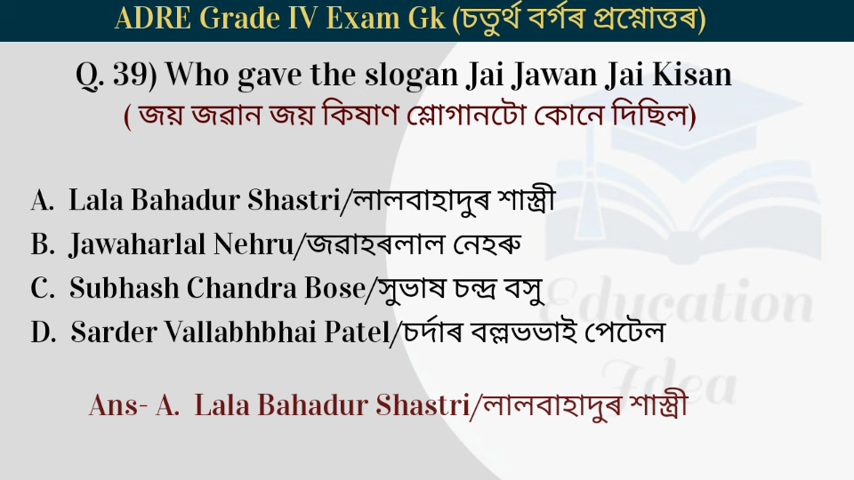 ADRE Grade IV Exam Gk (চতুৰ্থ বৰ্গৰ প্ৰশ্নোত্তৰ)
Q. 39) Who gave the slogan Jai Jawan Jai Kisan
( জয় জৱান জয় কিষাণ শ্লোগানটো কোনে দিছিল)
A. Lala Bahadur Shastri/লালবাহাদুৰ শাস্ত্ৰী
B. Jawaharlal Nehru/জৱাহৰলাল নেহৰু
C. Subhash Chandra Bose/সুভাষ চন্দ্ৰ বসু
D. Sarder Vallabhbhai Patel/চৰ্দাৰ বল্লভভাই পেটেল
Education
Idea
Ans- A. Lala Bahadur Shastri/লালবাহাদুৰ শাস্ত্ৰী